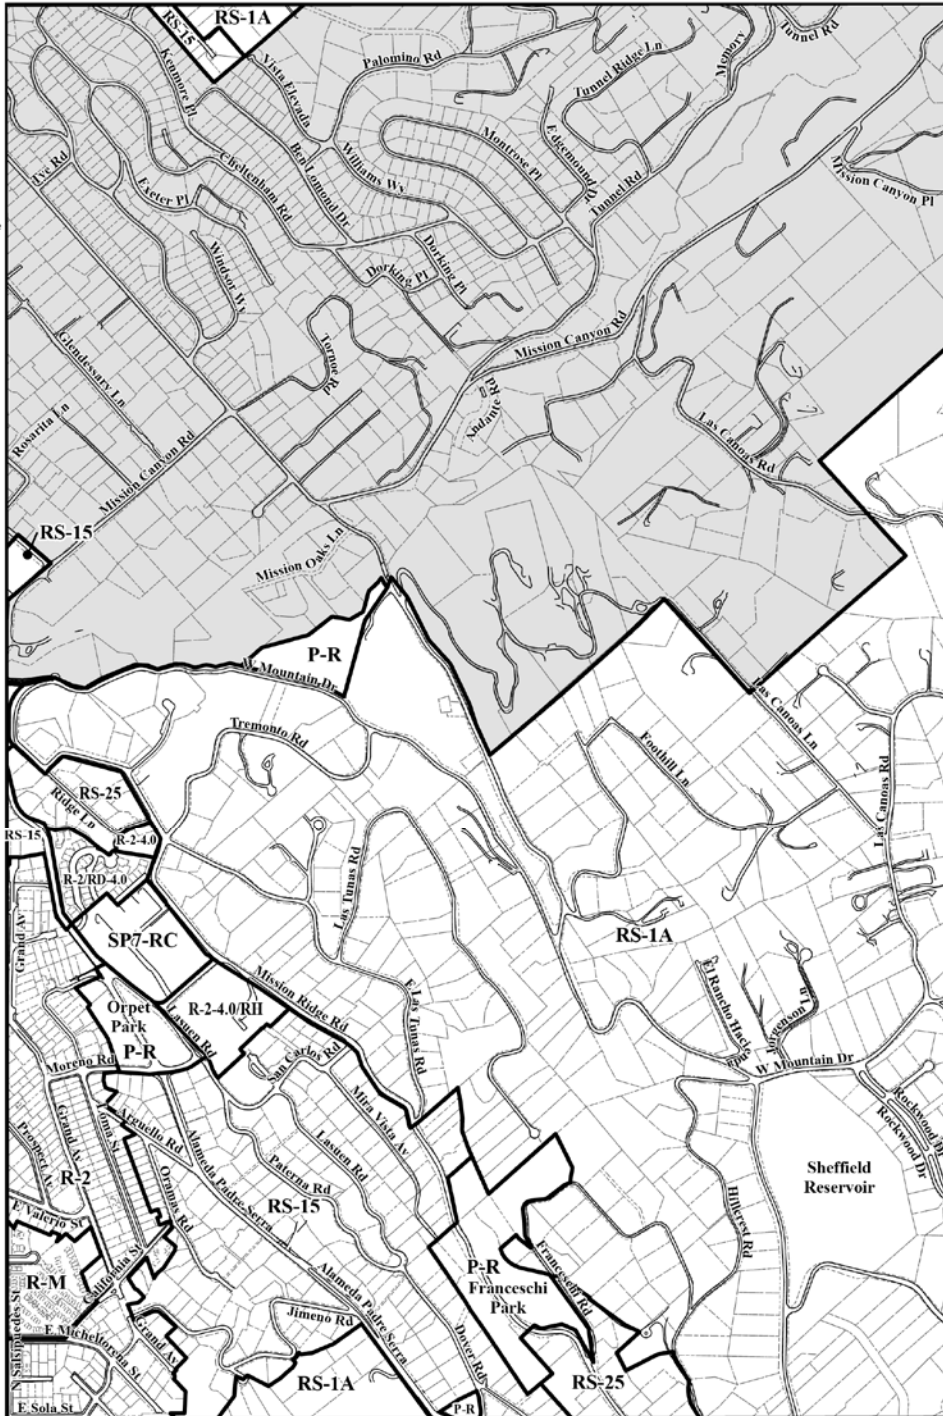 RS-1A
RS-15
Tunnel Rd
Memory
Palomino Rd
Tunnel Ridge Ln
Kenmore Pl
Vista Elevada
Montrose Pl
Edgemound Dr
Tye Rd
Cheltenham Rd
Ben Lomond Dr
Williams Wy
Tunnel Rd
Mission Canyon Pl
Exeter Pl
Windsor Wy
Dorking Pl
Dorking Pl
Mission Canyon Rd
Tornoe Rd
Glendessary Ln
Andante Rd
Las Canoas Rd
Rosarita Ln
Mission Canyon Rd
RS-15
Mission Oaks Ln
P-R
W Mountain Dr
Las Canoas Ln
Tremonto Rd
Foothill Ln
RS-25
Ridge Ln
Las Canoas Rd
RS-15
R-2-4.0
R-2/RD-4.0
Las Tunas Rd
Grand Av
SP7-RC
RS-1A
El Rancho Hacienda
Jorgenson Ln
Mission Ridge Rd
E Las Tunas Rd
Orpet
Park
P-R
R-2-4.0/RH
Lasuen Rd
San Carlos Rd
Moreno Rd
W Mountain Dr
Rockwood Dr
Rockwood Dr
Mira Vista Av
Arguello Rd
Loma St
Grand Av
Prospect Av
Lasuen Rd
Paterna Rd
Alameda Padre Serra
Oramas Rd
R-2
RS-15
Sheffield
Reservoir
Hillcrest Rd
E Valerio St
California St
R-M
P-R
Franceschi
Park
Franceschi Rd
Alameda Padre Serra
Jimeno Rd
N Salsipuedes St
E Micheltorena St
Grand Av
Dover Rd
RS-1A
RS-25
E Sola St
P-R